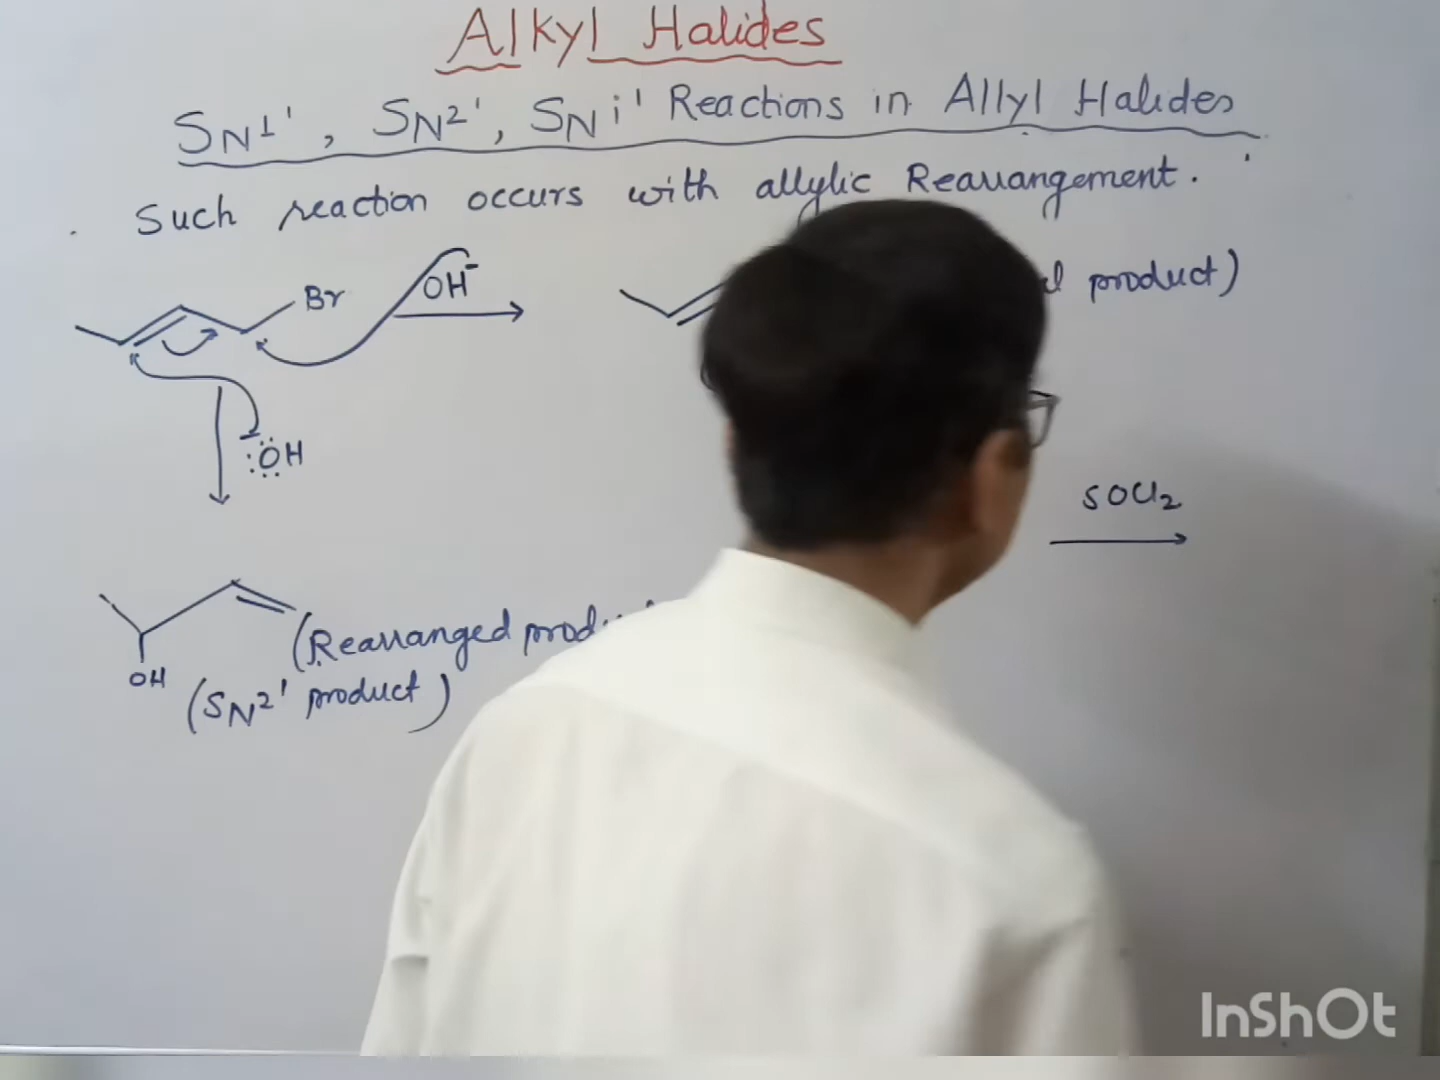 Alkyl Halides
SN1', SN2', SNi' Reactions in Allyl Halides
Such reaction occurs with allylic Rearrangement.
Br
OH⁻
product)
:ÖH
SOCl2
OH
(Rearranged
(SN2' product)
InShOt